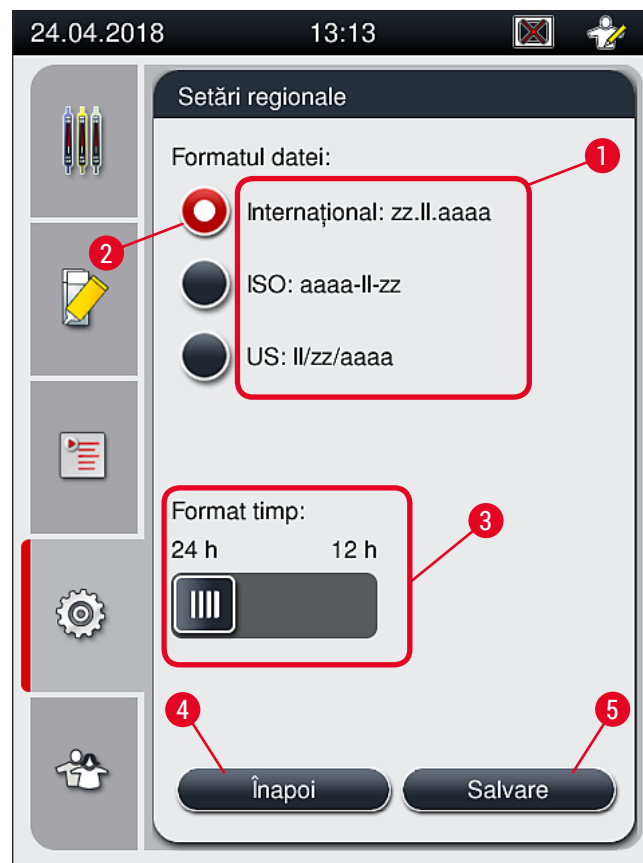 24.04.2018 13:13
Setări regionale
Formatul datei:
1
Internațional: zz.ll.aaaa
2
ISO: aaaa-ll-zz
US: ll/zz/aaaa
Format timp:
3
24 h 12 h
4 5
Înapoi Salvare